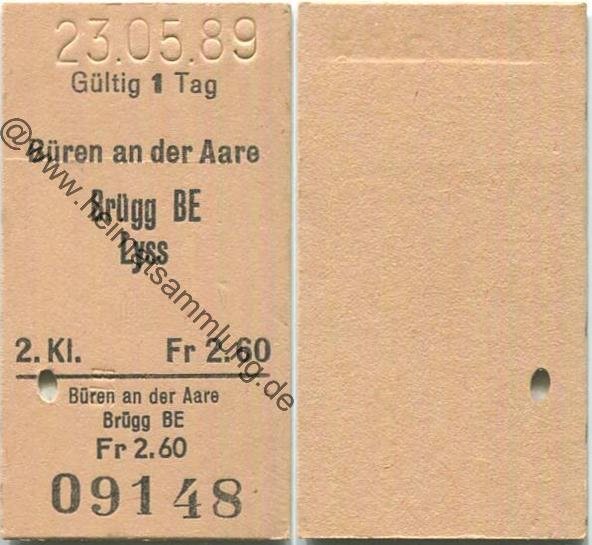 23.05.89
Gültig 1 Tag
Büren an der Aare
Brügg BE
Lyss
2. Kl. Fr 2.60
Büren an der Aare
Brügg BE
Fr 2.60
09148
@www.heimatsammlung.de